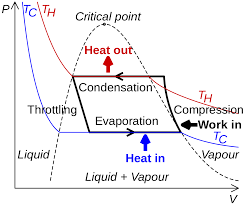 P
T_C
T_H
Critical point
Heat out
Condensation
T_H
Throttling
Compression
Evaporation
Work in
T_C
Heat in
Liquid
Vapour
Liquid + Vapour
V